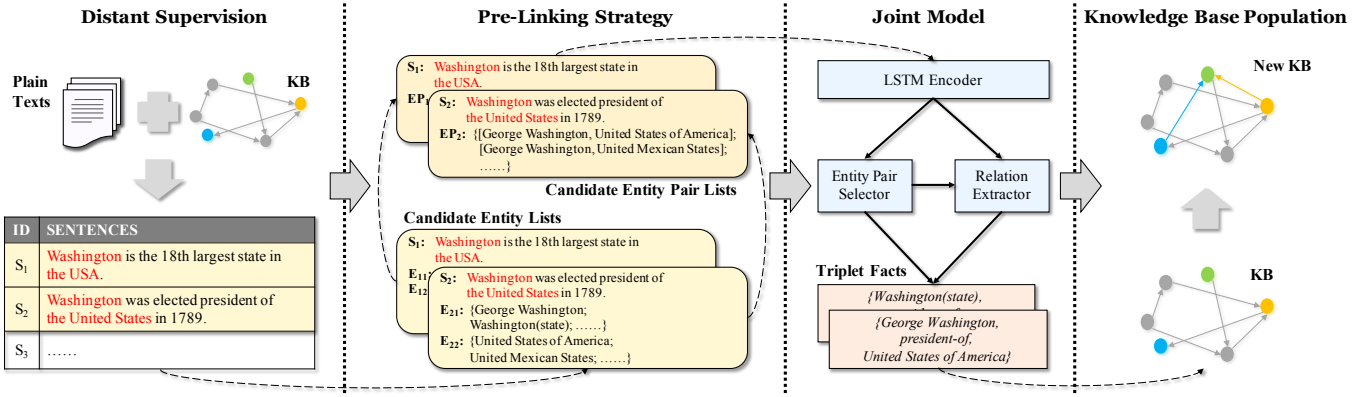 Distant Supervision
Plain
Texts
KB
ID SENTENCES
S1 Washington is the 18th largest state in
the USA.
S2 Washington was elected president of
the United States in 1789.
S3 ……
Pre-Linking Strategy
S1: Washington is the 18th largest state in
the USA.
EP1
S2: Washington was elected president of
the United States in 1789.
EP2: {[George Washington, United States of America];
[George Washington, United Mexican States];
……}
Candidate Entity Pair Lists
Candidate Entity Lists
S1: Washington is the 18th largest state in
the USA.
E11:
E12
S2: Washington was elected president of
the United States in 1789.
E21: {George Washington;
Washington(state); ……}
E22: {United States of America;
United Mexican States; ……}
Joint Model
LSTM Encoder
Entity Pair
Selector
Relation
Extractor
Triplet Facts
{Washington(state),
{George Washington,
president-of,
United States of America}
Knowledge Base Population
New KB
KB